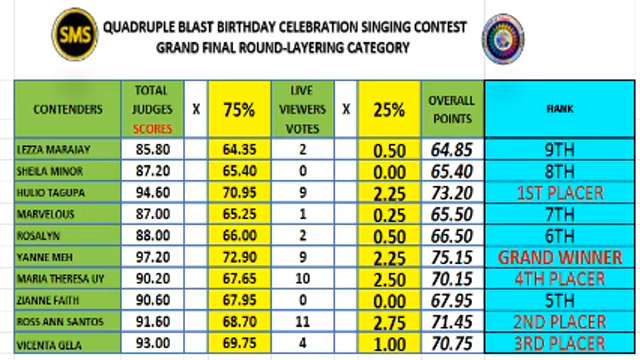 SMS
QUADRUPLE BLAST BIRTHDAY CELEBRATION SINGING CONTEST
GRAND FINAL ROUND-LAYERING CATEGORY
CONTENDERS TOTAL JUDGES SCORES X 75% LIVE VIEWERS VOTES X 25% OVERALL POINTS RANK
LEZZA MARAJAY 85.80 64.35 2 0.50 64.85 9TH
SHEILA MINOR 87.20 65.40 0 0.00 65.40 8TH
HULIO TAGUPA 94.60 70.95 9 2.25 73.20 1ST PLACER
MARVELOUS 87.00 65.25 1 0.25 65.50 7TH
ROSALYN 88.00 66.00 2 0.50 66.50 6TH
YANNE MEH 97.20 72.90 9 2.25 75.15 GRAND WINNER
MARIA THERESA UY 90.20 67.65 10 2.50 70.15 4TH PLACER
ZIANNE FAITH 90.60 67.95 0 0.00 67.95 5TH
ROSS ANN SANTOS 91.60 68.70 11 2.75 71.45 2ND PLACER
VICENTA GELA 93.00 69.75 4 1.00 70.75 3RD PLACER